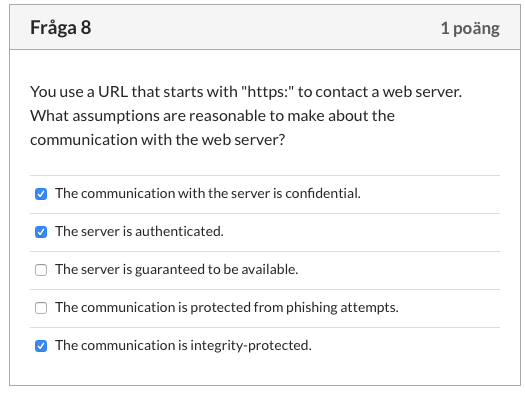 Fråga 8
1 poäng
You use a URL that starts with "https:" to contact a web server.
What assumptions are reasonable to make about the
communication with the web server?
The communication with the server is confidential.
The server is authenticated.
The server is guaranteed to be available.
The communication is protected from phishing attempts.
The communication is integrity-protected.